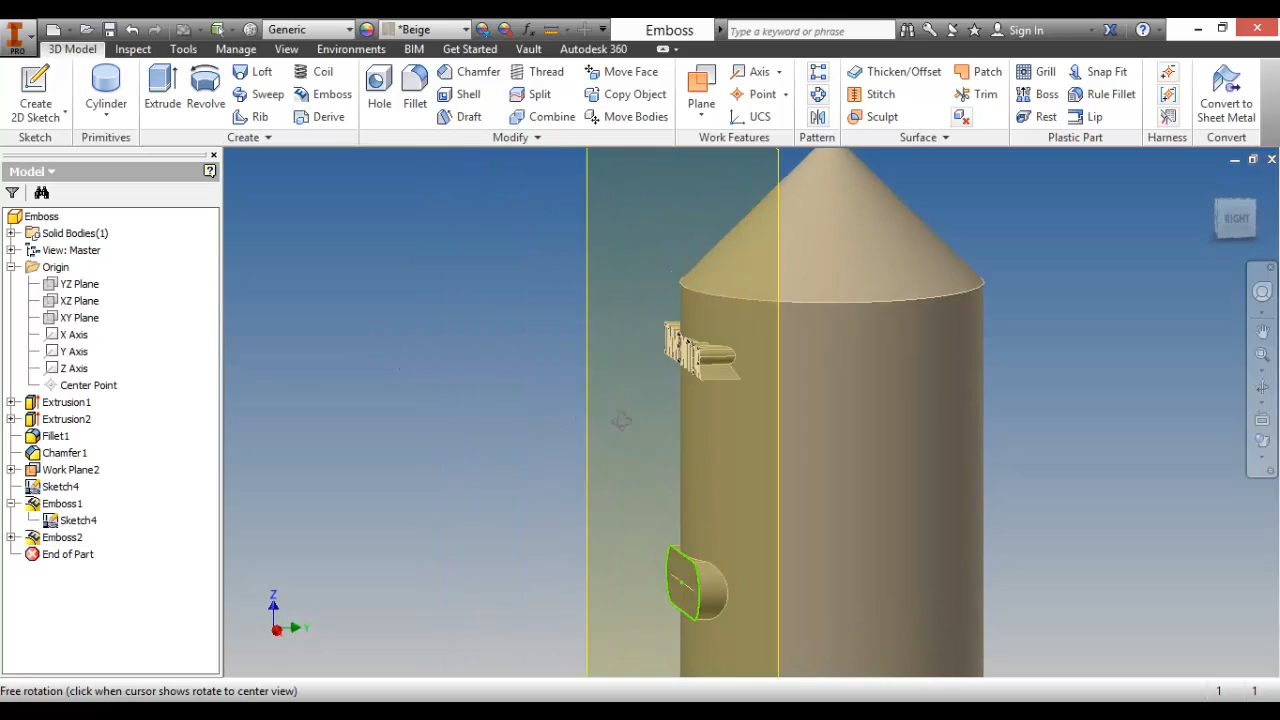 Generic
*Beige
Emboss
Type a keyword or phrase
Sign In
PRO
3D Model
Inspect
Tools
Manage
View
Environments
BIM
Get Started
Vault
Autodesk 360
Create
2D Sketch
Cylinder
Extrude
Revolve
Loft
Sweep
Rib
Coil
Emboss
Derive
Hole
Fillet
Chamfer
Shell
Draft
Thread
Split
Combine
Move Face
Copy Object
Move Bodies
Plane
Axis
Point
UCS
Thicken/Offset
Stitch
Sculpt
Patch
Trim
Grill
Boss
Rest
Snap Fit
Rule Fillet
Lip
Convert to
Sheet Metal
Sketch
Primitives
Create
Modify
Work Features
Pattern
Surface
Plastic Part
Harness
Convert
Model
Emboss
Solid Bodies(1)
View: Master
Origin
YZ Plane
XZ Plane
XY Plane
X Axis
Y Axis
Z Axis
Center Point
Extrusion1
Extrusion2
Fillet1
Chamfer1
Work Plane2
Sketch4
Emboss1
Sketch4
Emboss2
End of Part
RIGHT
Z
Y
Free rotation (click when cursor shows rotate to center view)
1
1